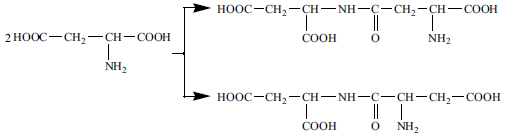 HOOC—CH₂—CH—NH—C—CH₂—CH—COOH
COOH O NH₂
2 HOOC—CH₂—CH—COOH
NH₂
HOOC—CH₂—CH—NH—C—CH—CH₂—COOH
COOH O NH₂